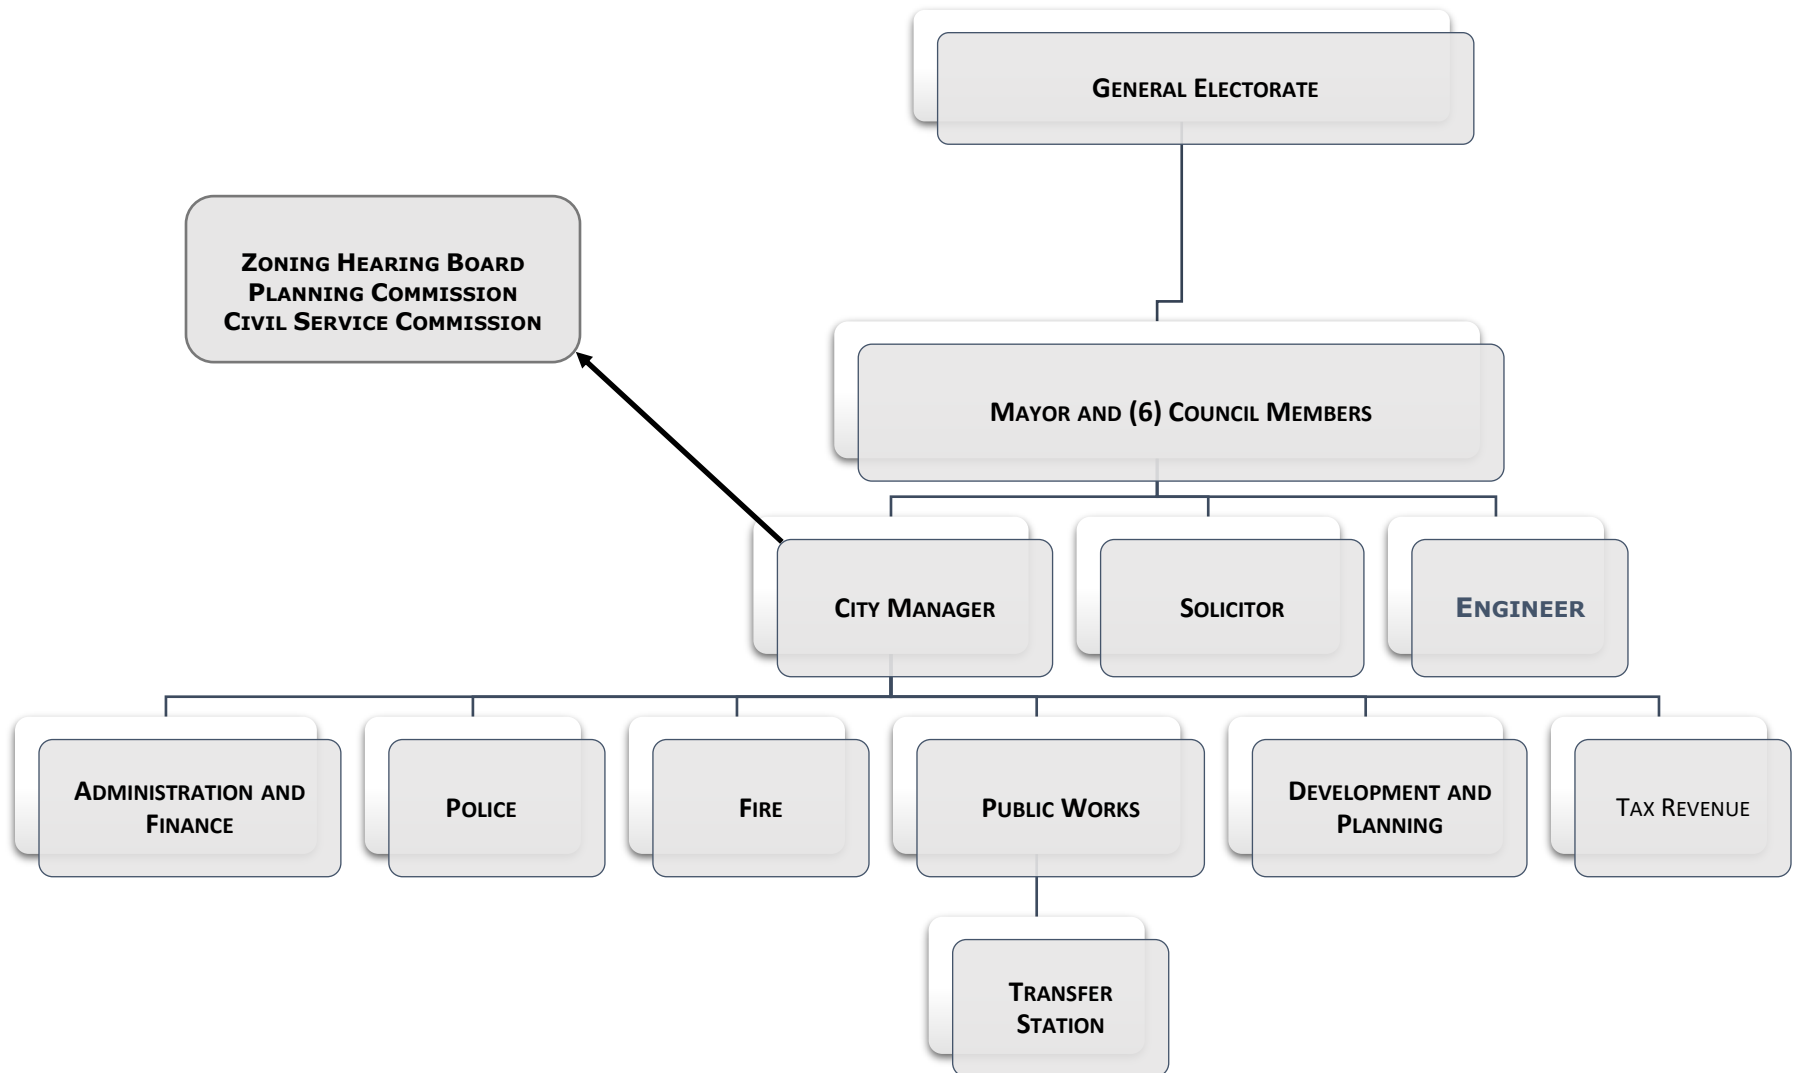 General Electorate
Zoning Hearing Board
Planning Commission
Civil Service Commission
Mayor and (6) Council Members
City Manager
Solicitor
Engineer
Administration and
Finance
Police
Fire
Public Works
Development and
Planning
Tax Revenue
Transfer
Station